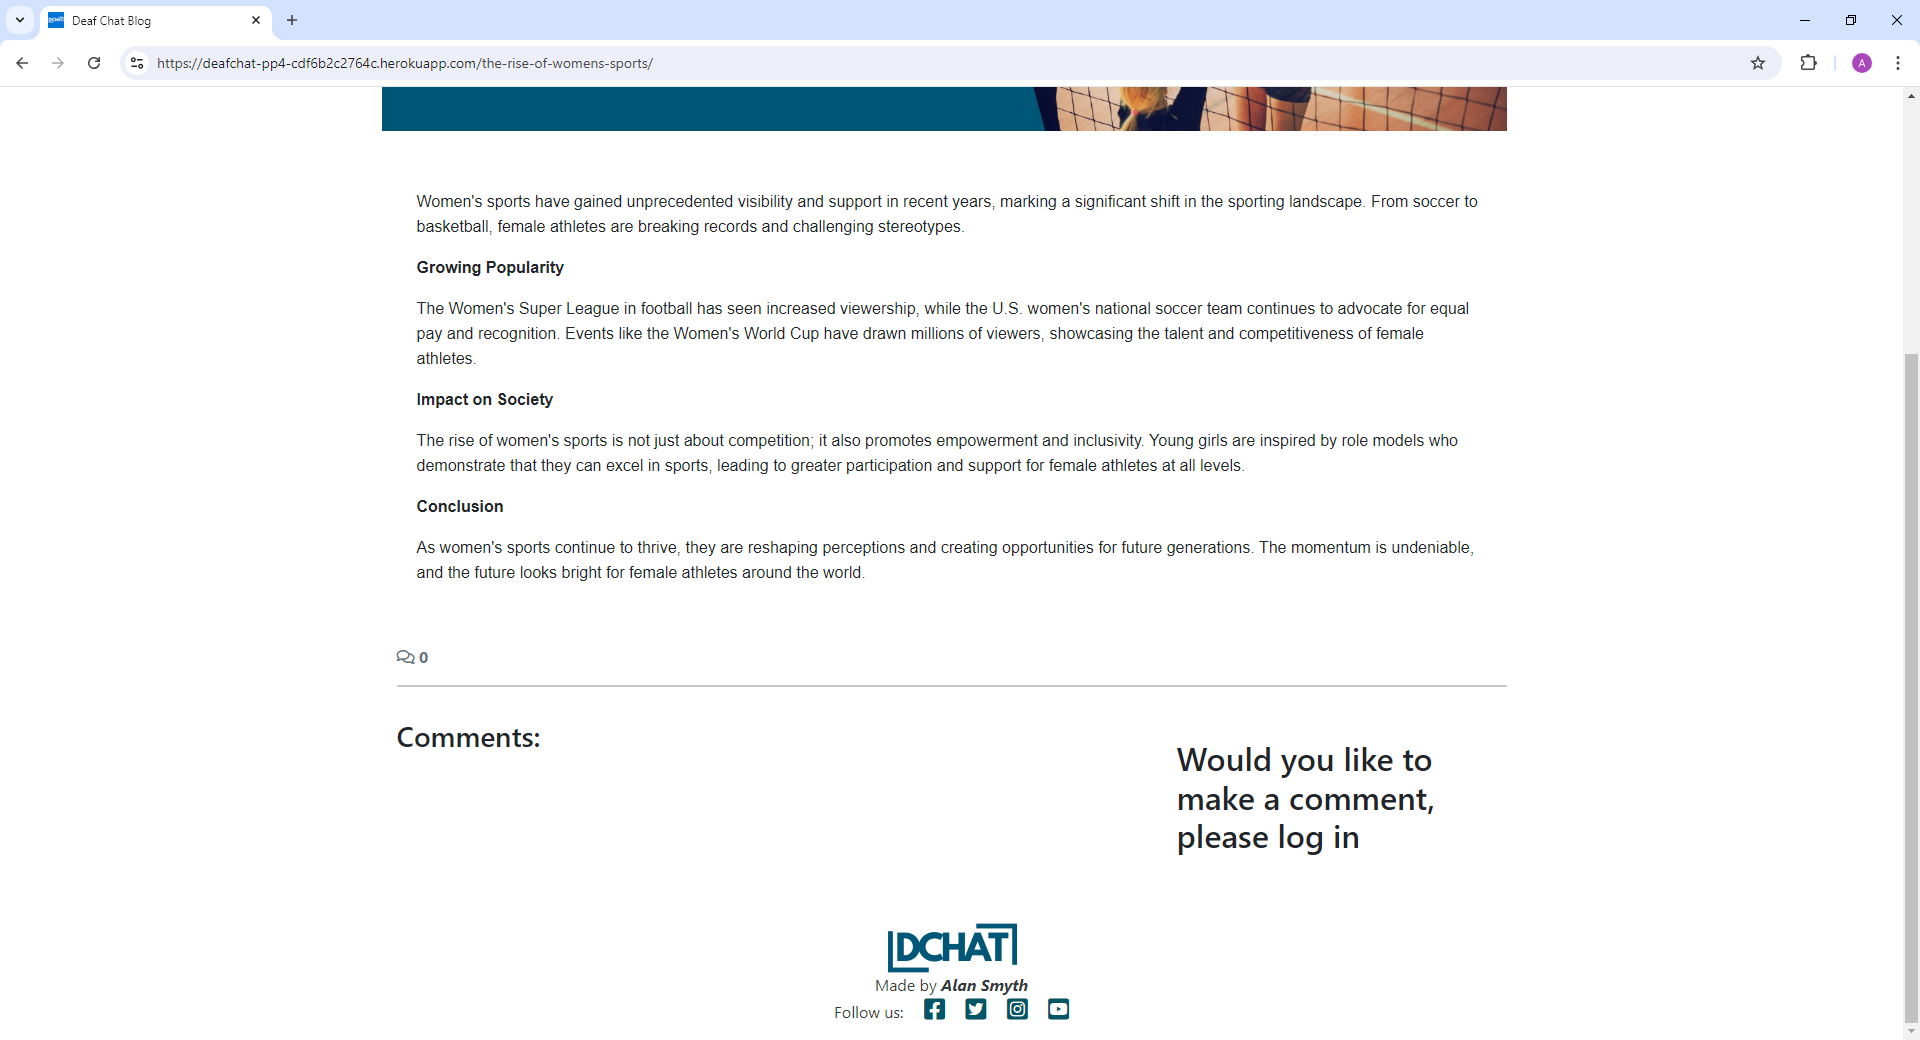 Deaf Chat Blog
https://deafchat-pp4-cdf6b2c2764c.herokuapp.com/the-rise-of-womens-sports/
A
Women's sports have gained unprecedented visibility and support in recent years, marking a significant shift in the sporting landscape. From soccer to
basketball, female athletes are breaking records and challenging stereotypes.
Growing Popularity
The Women's Super League in football has seen increased viewership, while the U.S. women's national soccer team continues to advocate for equal
pay and recognition. Events like the Women's World Cup have drawn millions of viewers, showcasing the talent and competitiveness of female
athletes.
Impact on Society
The rise of women's sports is not just about competition; it also promotes empowerment and inclusivity. Young girls are inspired by role models who
demonstrate that they can excel in sports, leading to greater participation and support for female athletes at all levels.
Conclusion
As women's sports continue to thrive, they are reshaping perceptions and creating opportunities for future generations. The momentum is undeniable,
and the future looks bright for female athletes around the world.
0
Comments:
Would you like to
make a comment,
please log in
DCHAT
Made by Alan Smyth
Follow us: